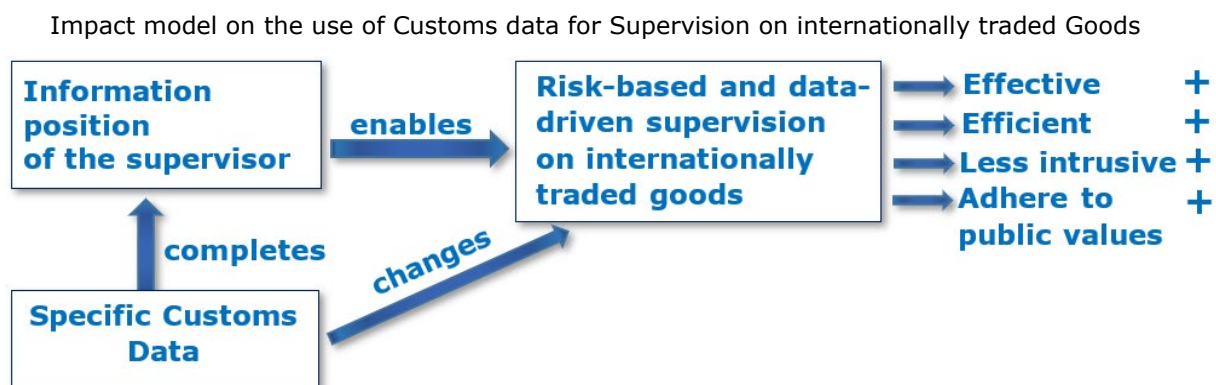 Impact model on the use of Customs data for Supervision on internationally traded Goods
Information
position
of the supervisor
enables
Risk-based and data-
driven supervision
on internationally
traded goods
Effective +
Efficient +
Less intrusive +
Adhere to +
public values
completes
changes
Specific Customs
Data